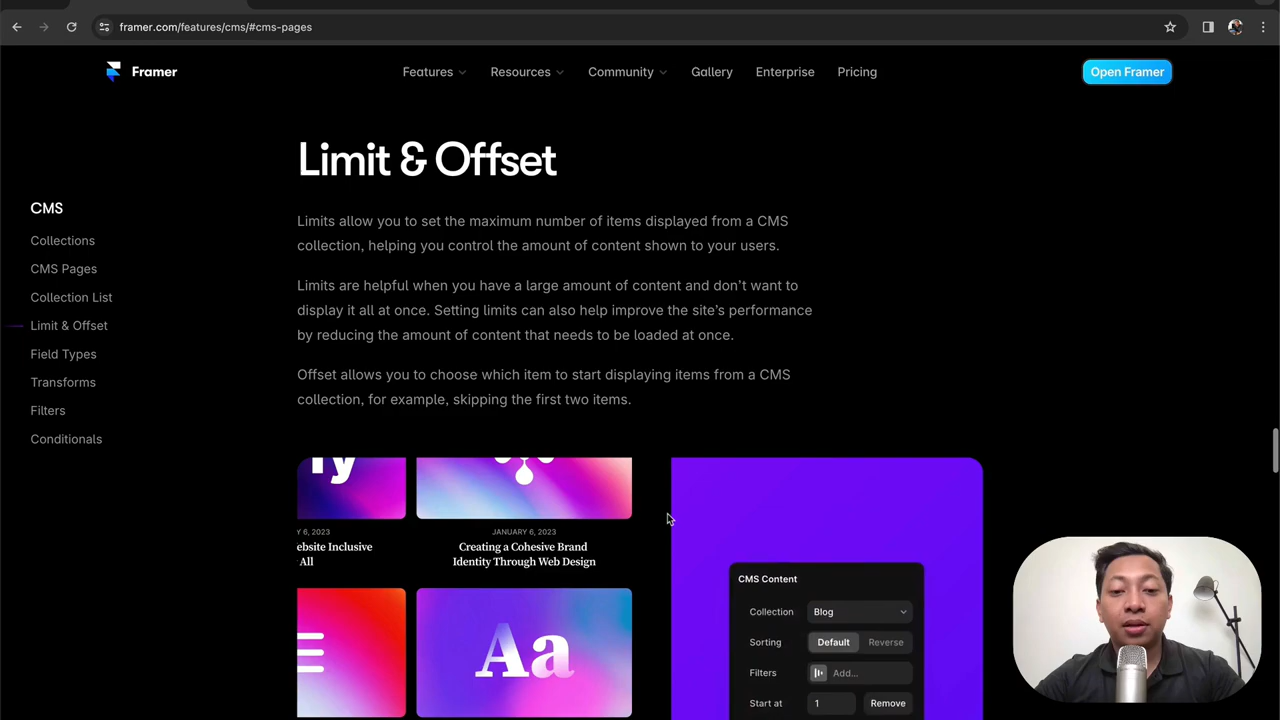 framer.com/features/cms/#cms-pages
Framer
Features
Resources
Community
Gallery
Enterprise
Pricing
Open Framer
Limit & Offset
CMS
Collections
CMS Pages
Collection List
Limit & Offset
Field Types
Transforms
Filters
Conditionals
Limits allow you to set the maximum number of items displayed from a CMS
collection, helping you control the amount of content shown to your users.
Limits are helpful when you have a large amount of content and don’t want to
display it all at once. Setting limits can also help improve the site’s performance
by reducing the amount of content that needs to be loaded at once.
Offset allows you to choose which item to start displaying items from a CMS
collection, for example, skipping the first two items.
ty
Y 6, 2023
ebsite Inclusive
All
JANUARY 6, 2023
Creating a Cohesive Brand
Identity Through Web Design
Aa
CMS Content
Collection
Blog
Sorting
Default
Reverse
Filters
Add...
Start at
1
Remove